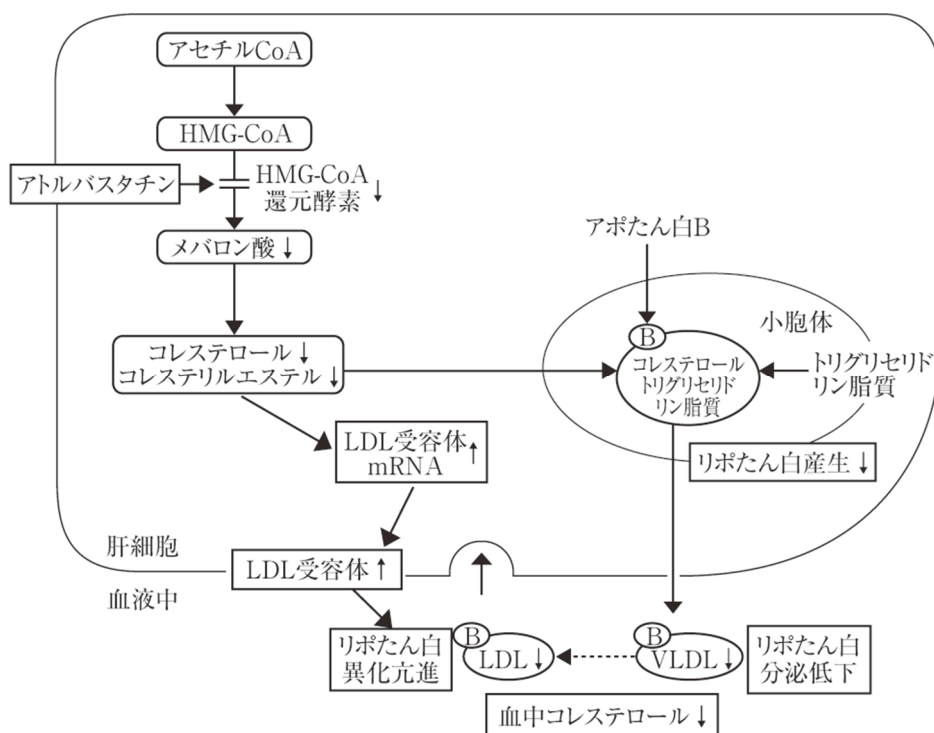 アセチルCoA
HMG-CoA
アトルバスタチン
HMG-CoA
還元酵素↓
メバロン酸↓
コレステロール↓
コレステリルエステル↓
LDL受容体
mRNA↑
LDL受容体↑
アポたん白B
小胞体
B
コレステロール
トリグリセリド
リン脂質
トリグリセリド
リン脂質
リポたん白産生↓
肝細胞
血液中
リポたん白
異化亢進
B
LDL↓
B
VLDL↓
リポたん白
分泌低下
血中コレステロール↓